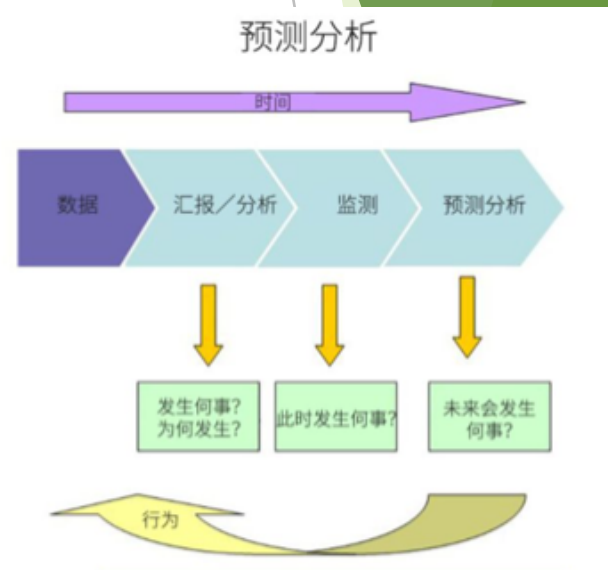 预测分析
时间
数据
汇报／分析
监测
预测分析
发生何事?
为何发生?
此时发生何事?
未来会发生
何事?
行为